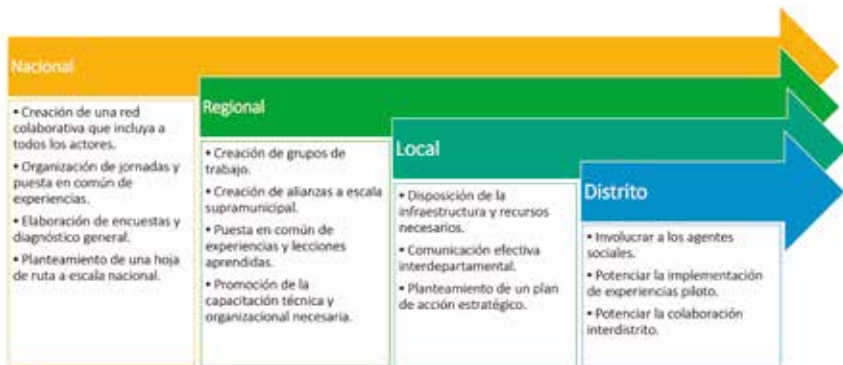 Nacional
• Creación de una red
colaborativa que incluya a
todos los actores.
• Organización de jornadas y
puesta en común de
experiencias.
• Elaboración de encuestas y
diagnóstico general.
• Planteamiento de una hoja
de ruta a escala nacional.
Regional
• Creación de grupos de
trabajo.
• Creación de alianzas a escala
supramunicipal.
• Puesta en común de
experiencias y lecciones
aprendidas.
• Promoción de la
capacitación técnica y
organizacional necesaria.
Local
• Disposición de la
infraestructura y recursos
necesarios.
• Comunicación efectiva
interdepartamental.
• Planteamiento de un plan
de acción estratégico.
Distrito
• Involucrar a los agentes
sociales.
• Potenciar la implementación
de experiencias piloto.
• Potenciar la colaboración
interdistrito.